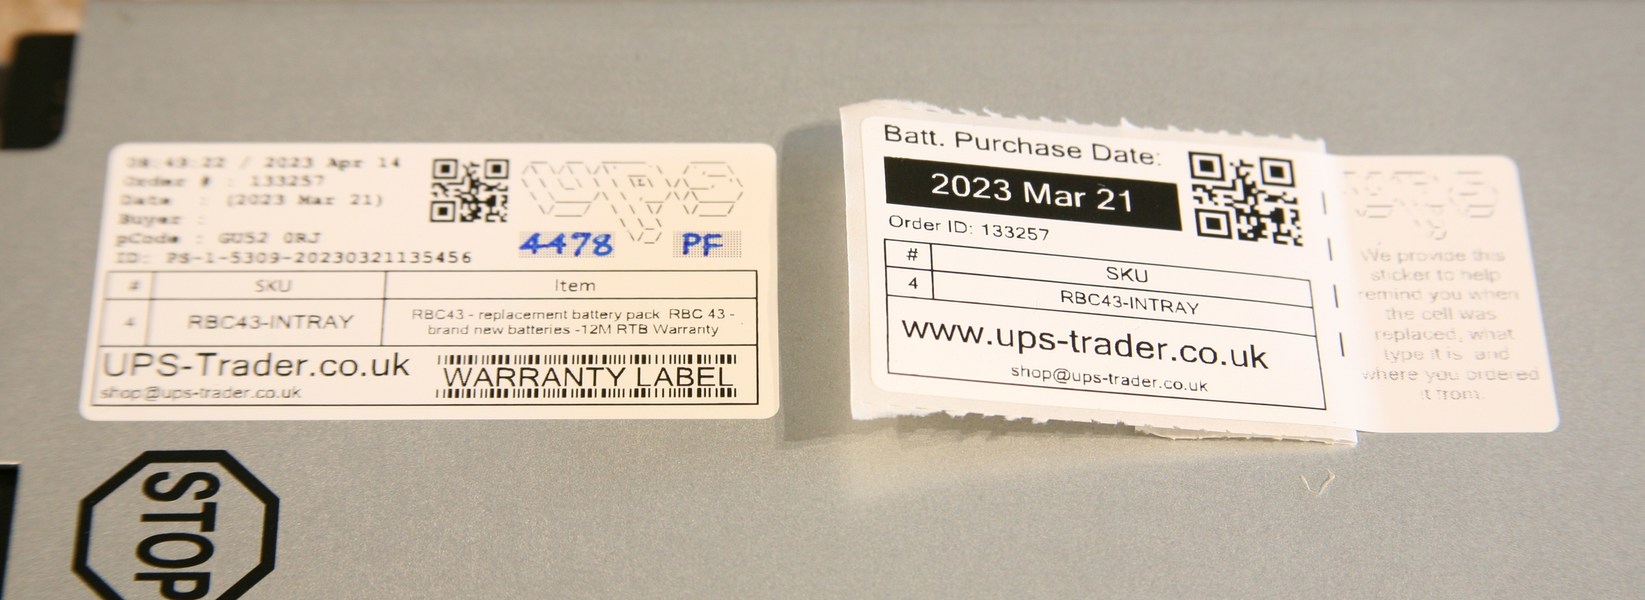 08:43:22 / 2023 Apr 14
Order # : 133257
Date : (2023 Mar 21)
Buyer :
pCode : GU52 0RJ
ID: PS-1-5309-20230321135456
UPS
4478 PF
# SKU Item
4 RBC43-INTRAY RBC43 - replacement battery pack RBC 43 -
brand new batteries -12M RTB Warranty
UPS-Trader.co.uk
shop@ups-trader.co.uk
WARRANTY LABEL
Batt. Purchase Date:
2023 Mar 21
Order ID: 133257
# SKU
4 RBC43-INTRAY
www.ups-trader.co.uk
shop@ups-trader.co.uk
UPS
We provide this
sticker to help
remind you when
the cell was
replaced, what
type it is and
where you ordered
it from.
STOP